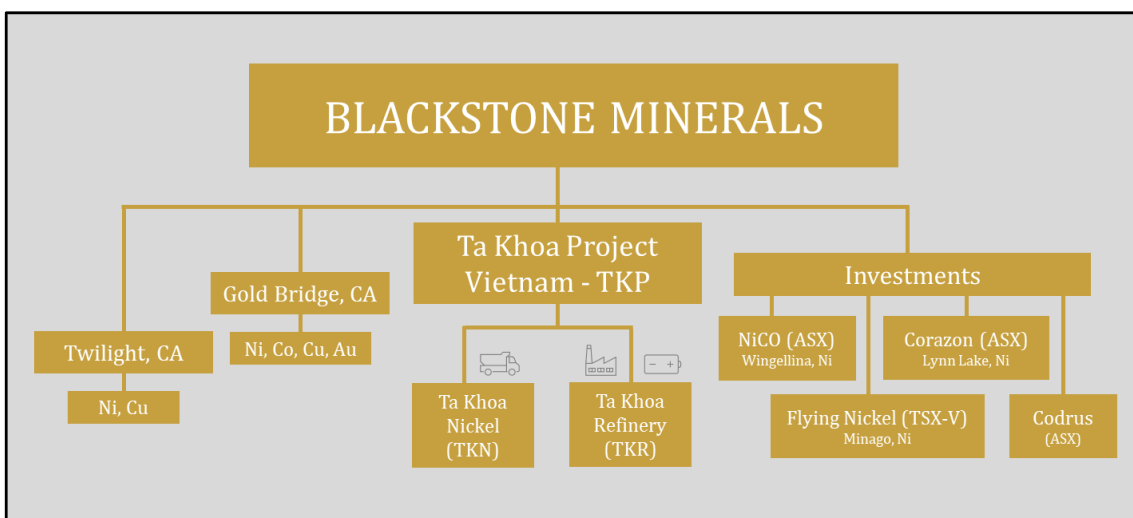 BLACKSTONE MINERALS
Twilight, CA
Ni, Cu
Gold Bridge, CA
Ni, Co, Cu, Au
Ta Khoa Project
Vietnam - TKP
Ta Khoa
Nickel
(TKN)
Ta Khoa
Refinery
(TKR)
Investments
NiCO (ASX)
Wingellina, Ni
Corazon (ASX)
Lynn Lake, Ni
Flying Nickel (TSX-V)
Minago, Ni
Codrus
(ASX)